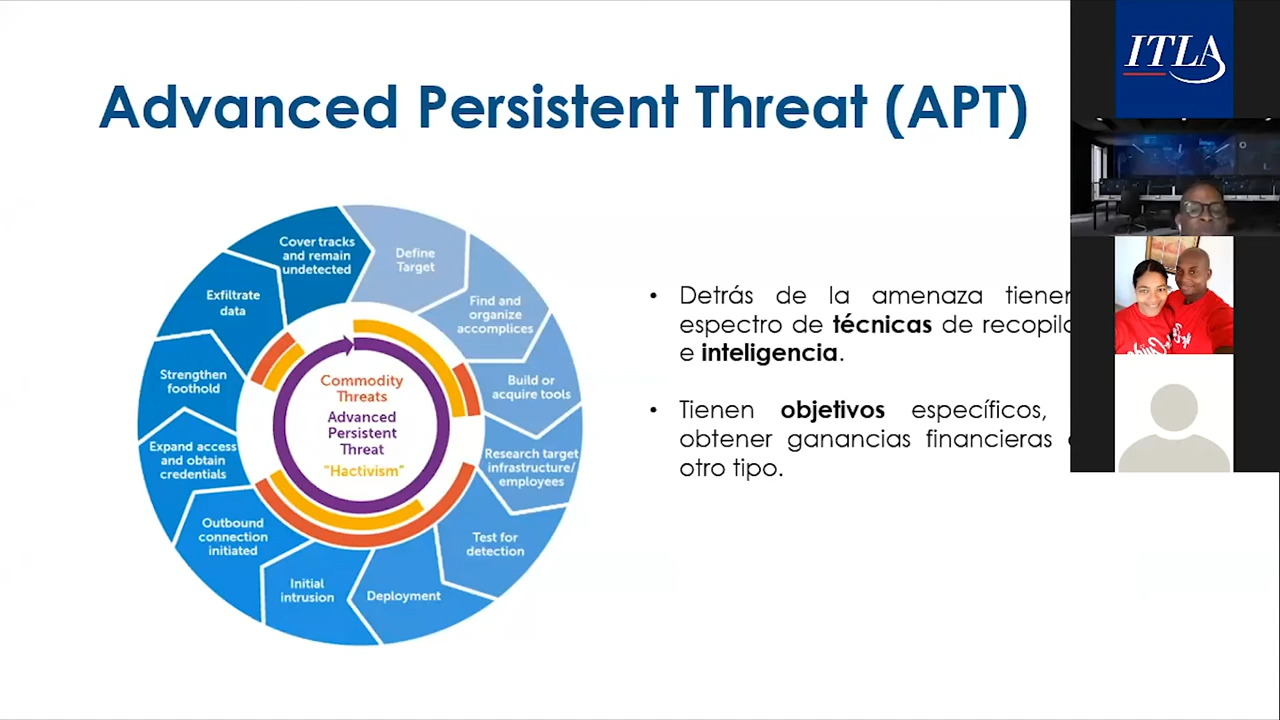 Advanced Persistent Threat (APT)
ITLA
Cover tracks
and remain
undetected
Define
Target
Find and
organize
accomplices
Build or
acquire tools
Research target
infrastructure/
employees
Test for
detection
Deployment
Initial
intrusion
Outbound
connection
initiated
Expand access
and obtain
credentials
Strengthen
foothold
Exfiltrate
data
Commodity
Threats
Advanced
Persistent
Threat
"Hactivism"
• Detrás de la amenaza tiene
espectro de técnicas de recopil
e inteligencia.
• Tienen objetivos específicos,
obtener ganancias financieras
otro tipo.